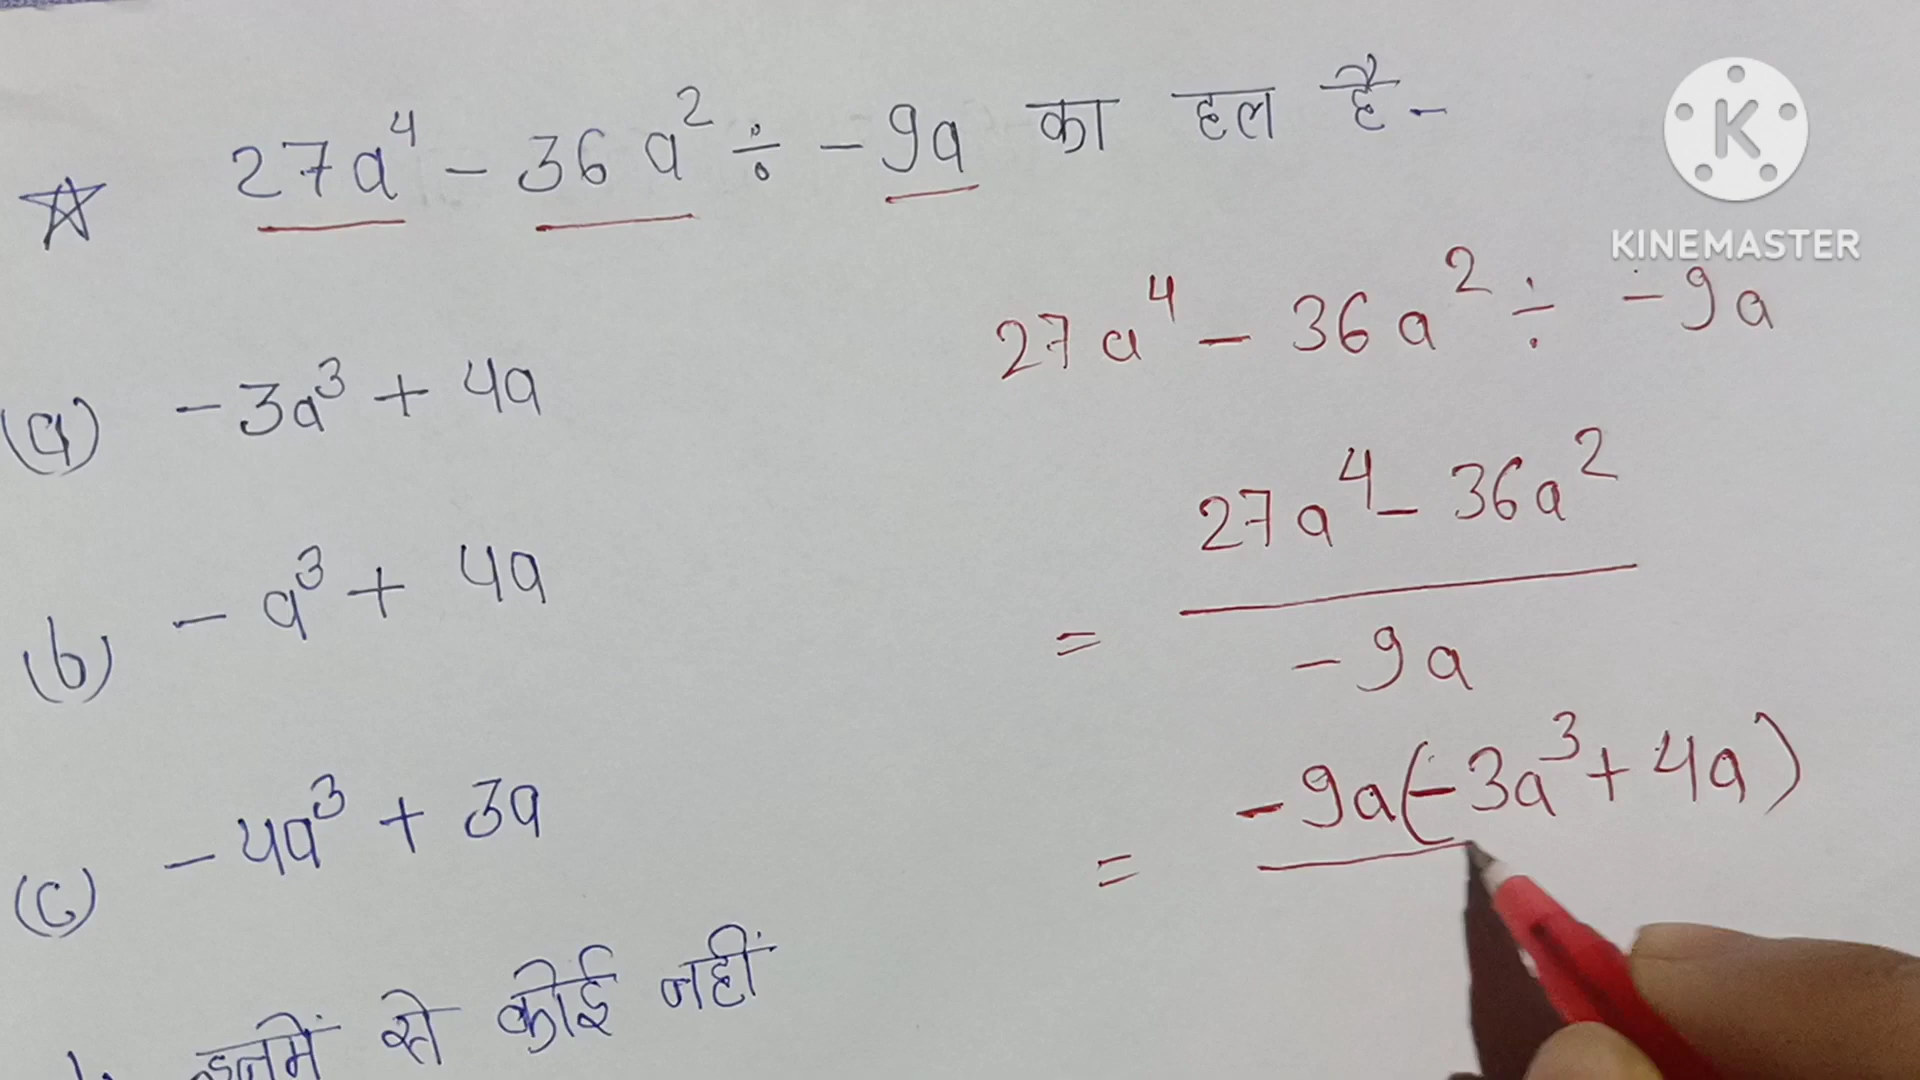 27a⁴ - 36a² ÷ -9a का हल है-
(a) -3a³ + 4a
(b) -a³ + 4a
(c) -4a³ + 3a
इनमें से कोई नहीं
K
KINEMASTER
27a⁴ - 36a² ÷ -9a
= 27a⁴ - 36a²
-9a
= -9a(-3a³ + 4a)